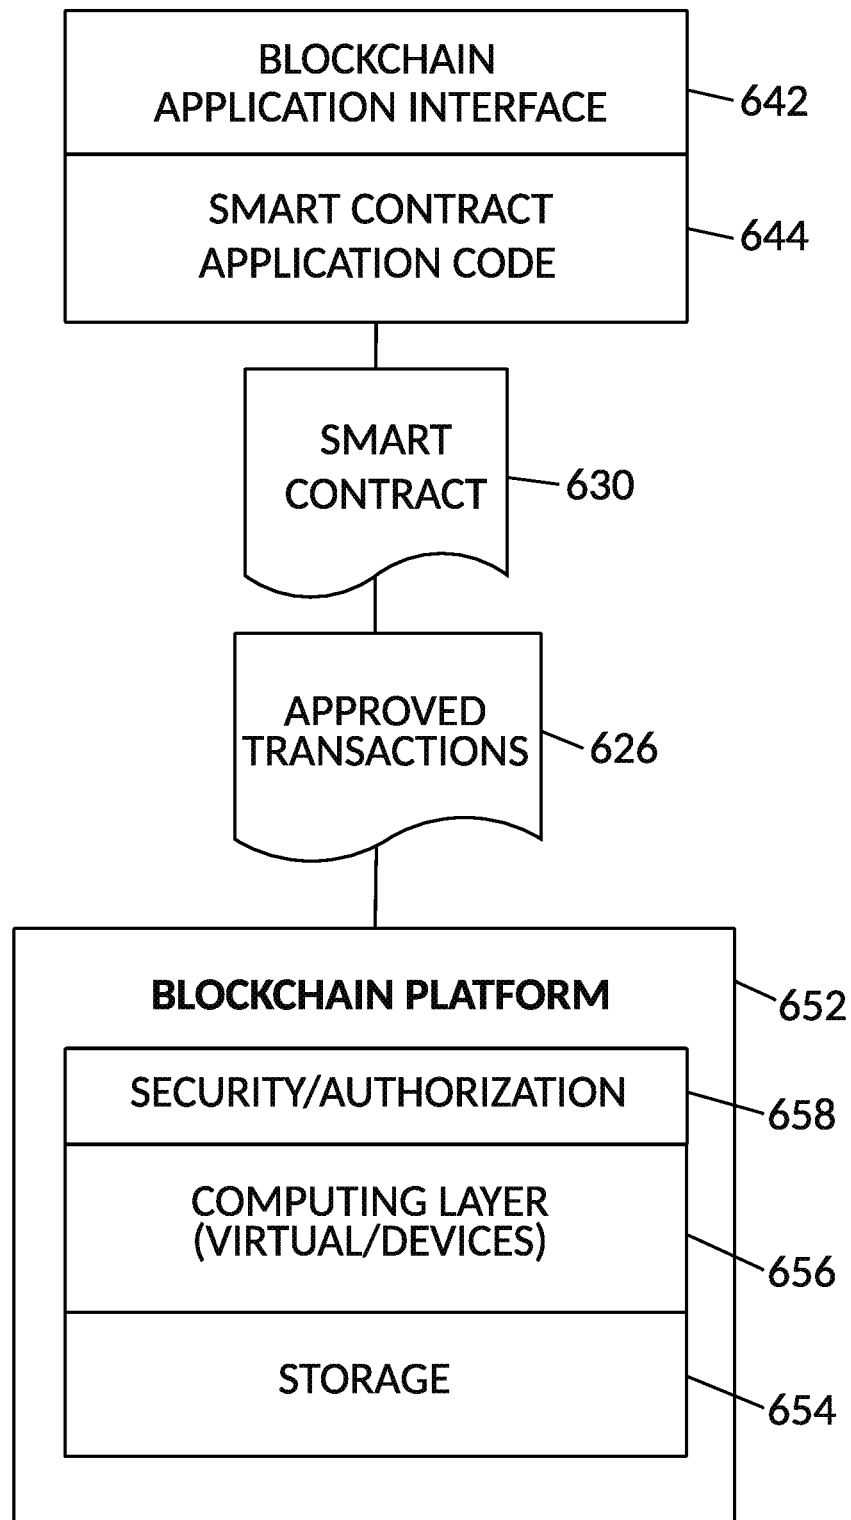 BLOCKCHAIN
APPLICATION INTERFACE
642
SMART CONTRACT
APPLICATION CODE
644
SMART
CONTRACT
630
APPROVED
TRANSACTIONS
626
BLOCKCHAIN PLATFORM
652
SECURITY/AUTHORIZATION
658
COMPUTING LAYER
(VIRTUAL/DEVICES)
656
STORAGE
654